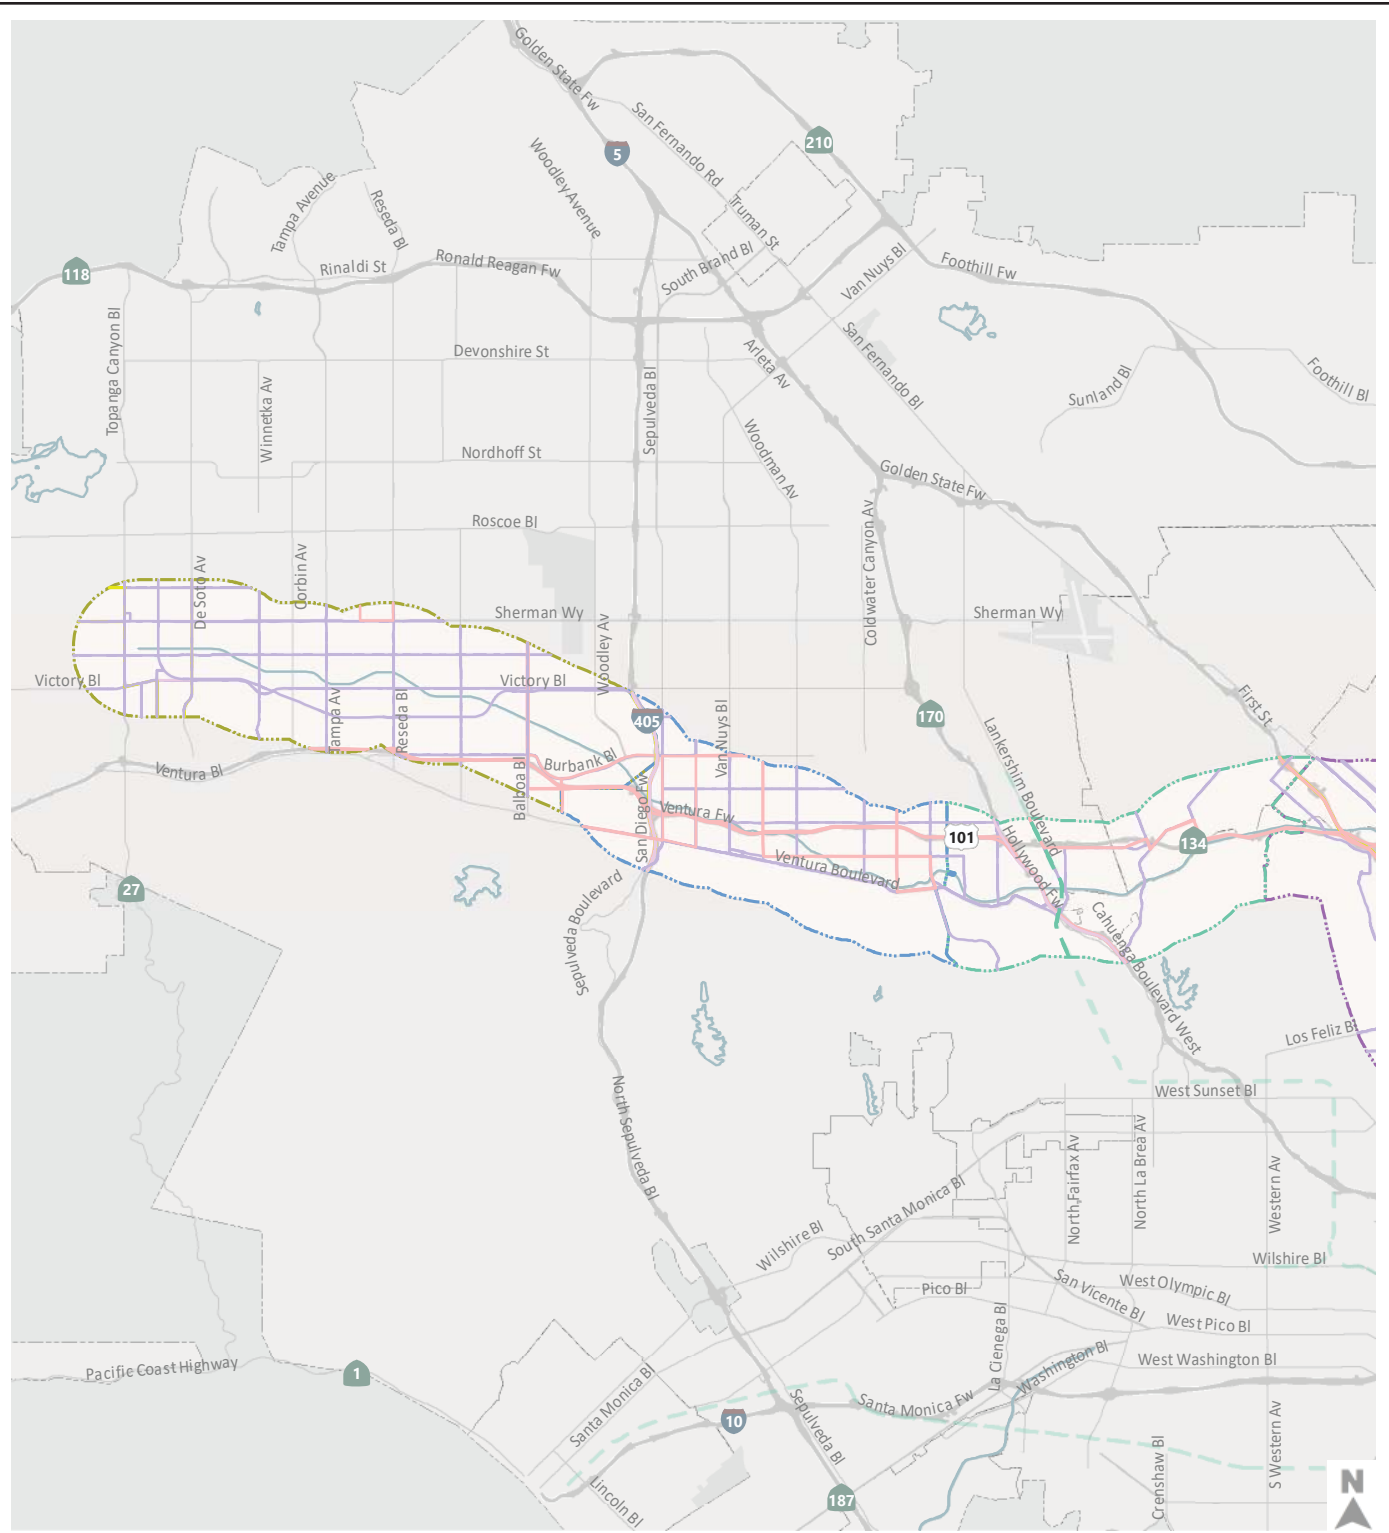 Golden State Fw
San Fernando Rd
210
5
Woodley Avenue
Tampa Avenue
Reseda Bl
Truman St
118
Rinaldi St
Ronald Reagan Fw
South Brand Bl
Van Nuys Bl
Foothill Fw
Topanga Canyon Bl
Devonshire St
Arleta Av
San Fernando Bl
Foothill Bl
Sunland Bl
Winnetka Av
Sepulveda Bl
Nordhoff St
Woodman Av
Golden State Fw
Roscoe Bl
Coldwater Canyon Av
De Soto Av
Corbin Av
Sherman Wy
Sherman Wy
Woodley Av
Victory Bl
Victory Bl
Tampa Av
Reseda Bl
405
Van Nuys Bl
170
First St
Lankershim Boulevard
Ventura Bl
Balboa Bl
Burbank Bl
San Diego Fw
Ventura Fw
101
134
Hollywood Fw
Ventura Boulevard
27
Sepulveda Boulevard
Cahuenga Boulevard West
Los Feliz B
North Sepulveda Bl
West Sunset Bl
North Fairfax Av
North La Brea Av
Western Av
South Santa Monica Bl
Wilshire Bl
Wilshire Bl
Pico Bl
San Vicente Bl
West Olympic Bl
West Pico Bl
La Cienega Bl
Washington Bl
West Washington Bl
Pacific Coast Highway
1
Santa Monica Bl
10
Sepulveda Bl
Santa Monica Fw
S Western Av
Crenshaw Bl
Lincoln Bl
187
N